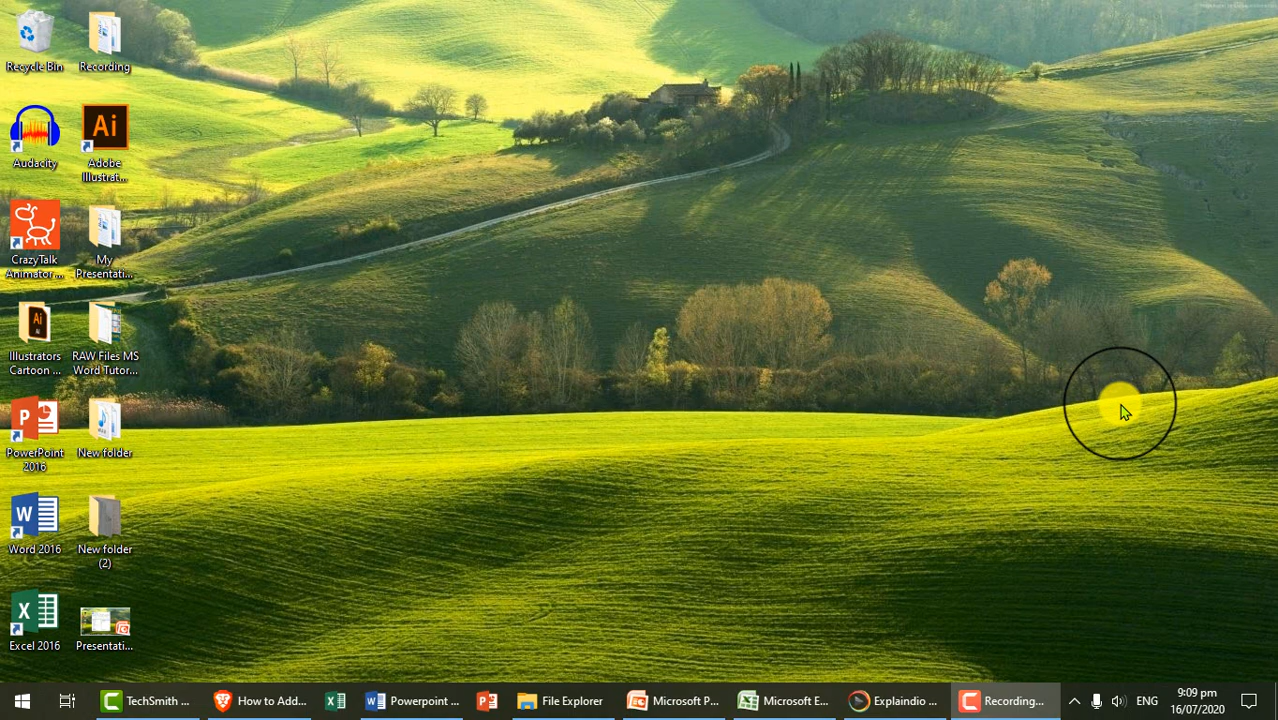 Recycle Bin
Recording
Audacity
Ai
Adobe
Illustrat...
CrazyTalk
Animator ...
My
Presentati...
Ai
Illustrators
Cartoon ...
RAW Files MS
Word Tutor...
P
PowerPoint
2016
New folder
W
Word 2016
New folder
(2)
X
Excel 2016
Presentati...
TechSmith ...
How to Add...
Powerpoint ...
File Explorer
Microsoft P...
Microsoft E...
Explaindio ...
Recording...
ENG
9:09 pm
16/07/2020